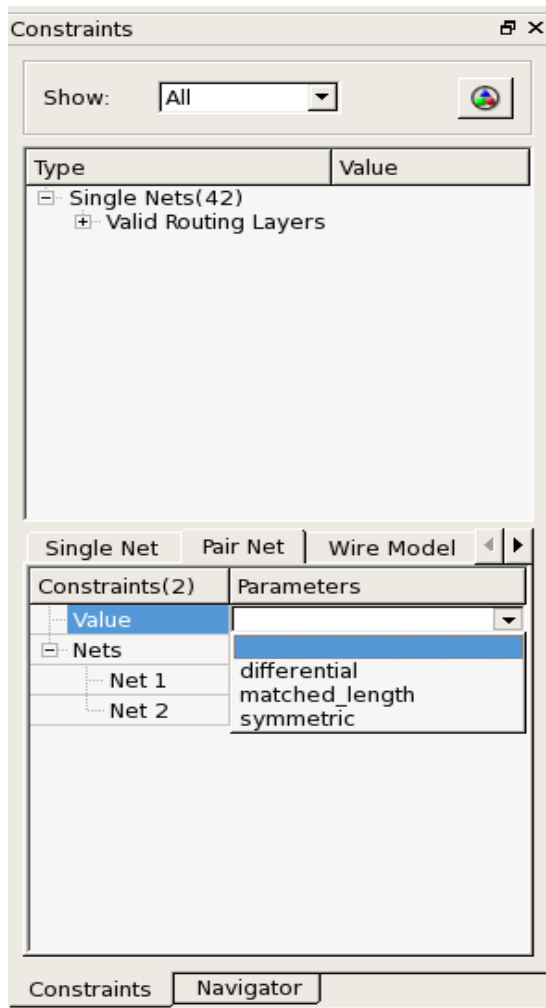 Constraints
Show: All
Type Value
Single Nets(42)
Valid Routing Layers
Single Net Pair Net Wire Model
Constraints(2) Parameters
Value
Nets
differential
Net 1
matched_length
Net 2
symmetric
Constraints Navigator